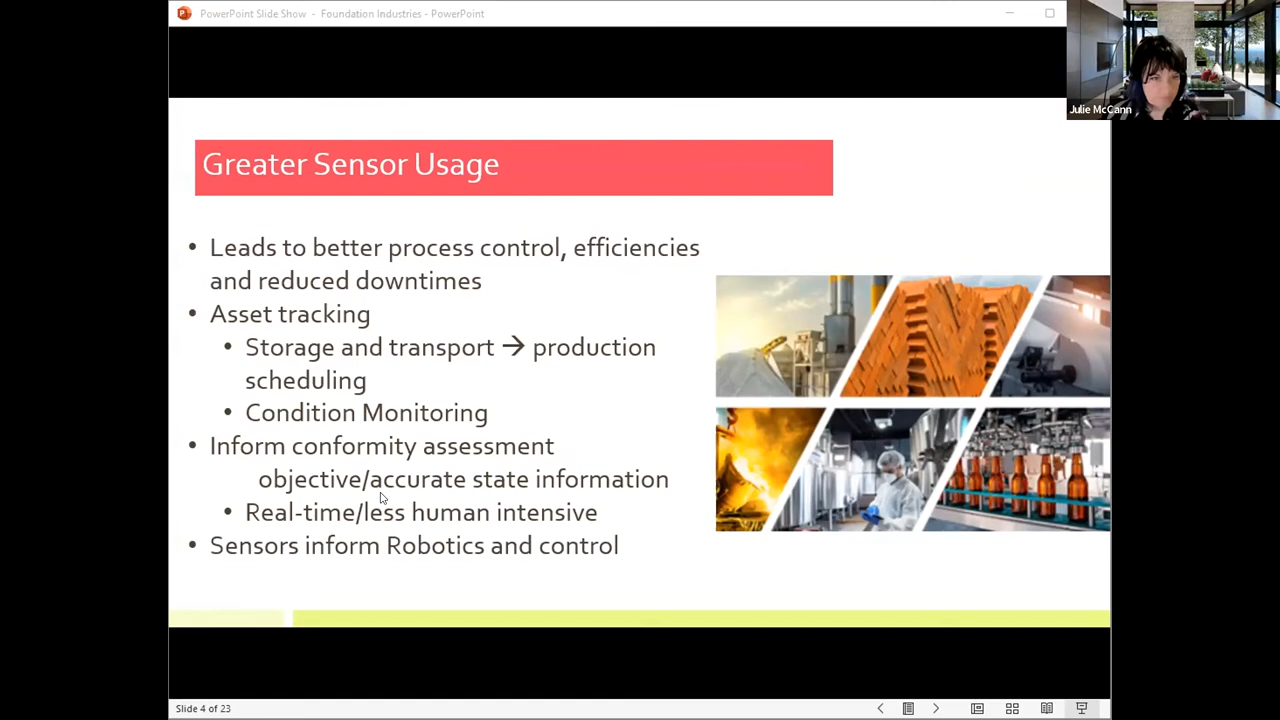 PowerPoint Slide Show - Foundation Industries - PowerPoint
Julie McCann
Greater Sensor Usage
• Leads to better process control, efficiencies
and reduced downtimes
• Asset tracking
• Storage and transport → production
scheduling
• Condition Monitoring
• Inform conformity assessment
objective/accurate state information
• Real-time/less human intensive
• Sensors inform Robotics and control
Slide 4 of 23